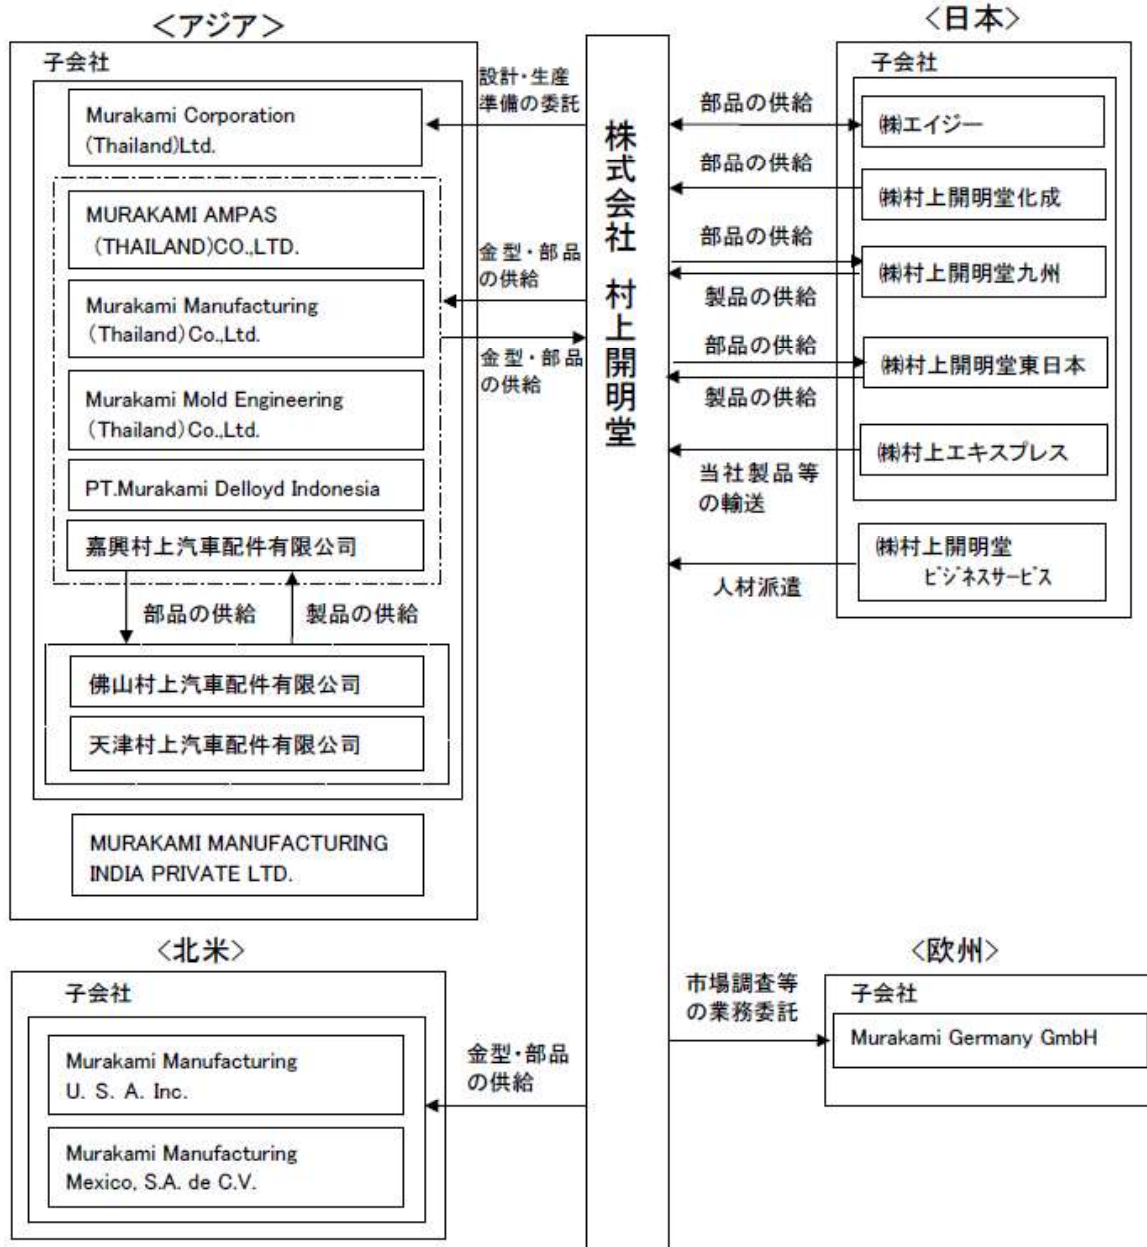 ＜アジア＞
子会社
Murakami Corporation
(Thailand)Ltd.
MURAKAMI AMPAS
(THAILAND)CO.,LTD.
Murakami Manufacturing
(Thailand)Co.,Ltd.
Murakami Mold Engineering
(Thailand)Co.,Ltd.
PT.Murakami Delloyd Indonesia
嘉興村上汽車配件有限公司
部品の供給
製品の供給
佛山村上汽車配件有限公司
天津村上汽車配件有限公司
MURAKAMI MANUFACTURING
INDIA PRIVATE LTD.
設計・生産
準備の委託
金型・部品
の供給
金型・部品
の供給
株式会社 村上開明堂
＜日本＞
子会社
部品の供給
㈱エイジー
部品の供給
㈱村上開明堂化成
部品の供給
㈱村上開明堂九州
製品の供給
部品の供給
㈱村上開明堂東日本
製品の供給
㈱村上エキスプレス
当社製品等
の輸送
㈱村上開明堂
ﾋﾞｼﾞﾈｽｻｰﾋﾞｽ
人材派遣
＜北米＞
子会社
Murakami Manufacturing
U. S. A. Inc.
Murakami Manufacturing
Mexico, S.A. de C.V.
金型・部品
の供給
＜欧州＞
市場調査等
の業務委託
子会社
Murakami Germany GmbH